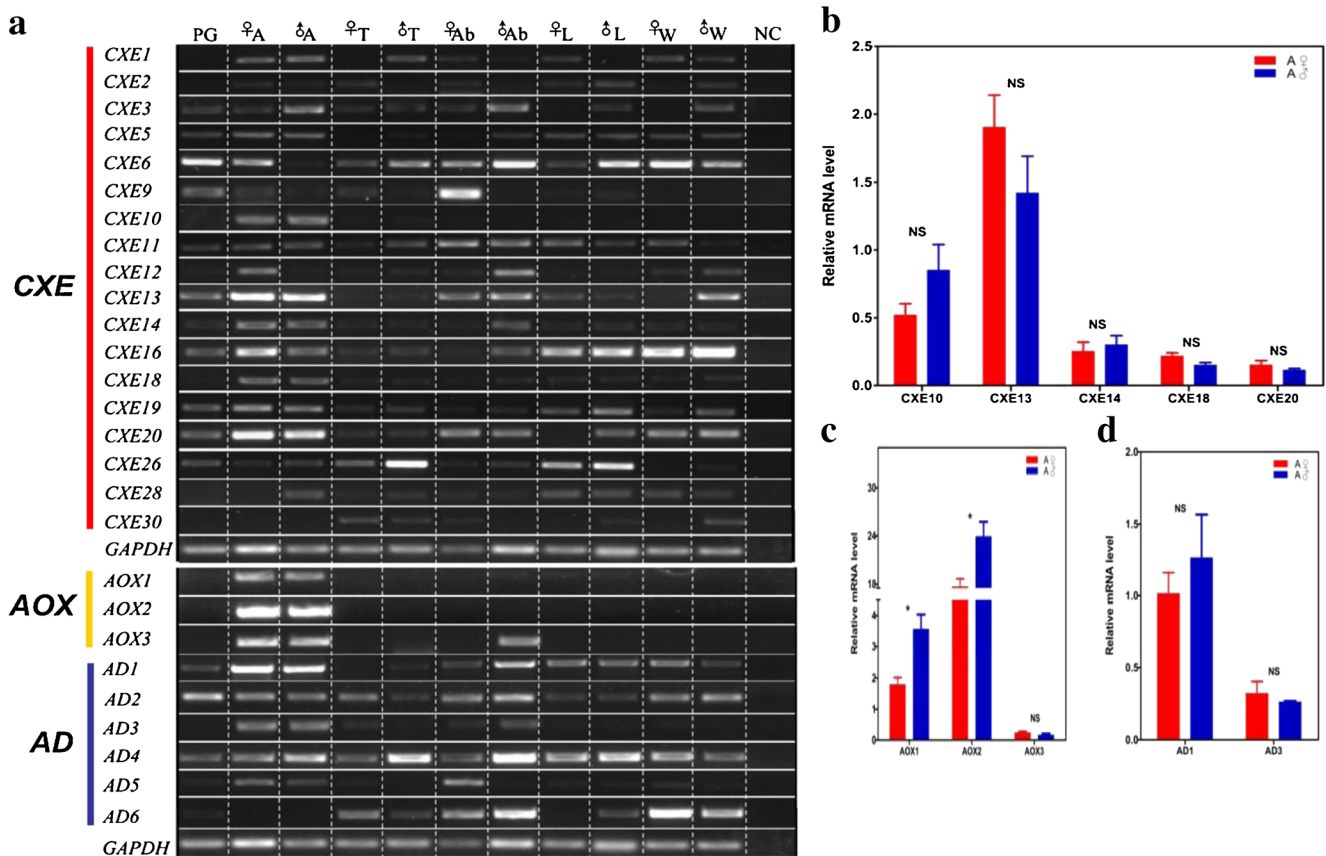 a
PG ♀A ♂A ♀T ♂T ♀Ab ♂Ab ♀L ♂L ♀W ♂W NC
CXE
CXE1
CXE2
CXE3
CXE5
CXE6
CXE9
CXE10
CXE11
CXE12
CXE13
CXE14
CXE16
CXE18
CXE19
CXE20
CXE26
CXE28
CXE30
GAPDH
AOX
AOX1
AOX2
AOX3
AD
AD1
AD2
AD3
AD4
AD5
AD6
GAPDH
b
Relative mRNA level
2.5
2.0
1.5
1.0
0.5
0.0
A♀
A♂
NS
NS
NS
NS
NS
CXE10 CXE13 CXE14 CXE18 CXE20
c
Relative mRNA level
30
24
18
4
3
2
1
0
A♀
A♂
*
*
NS
AOX1 AOX2 AOX3
d
Relative mRNA level
2.0
1.5
1.0
0.5
0.0
A♀
A♂
NS
NS
AD1 AD3